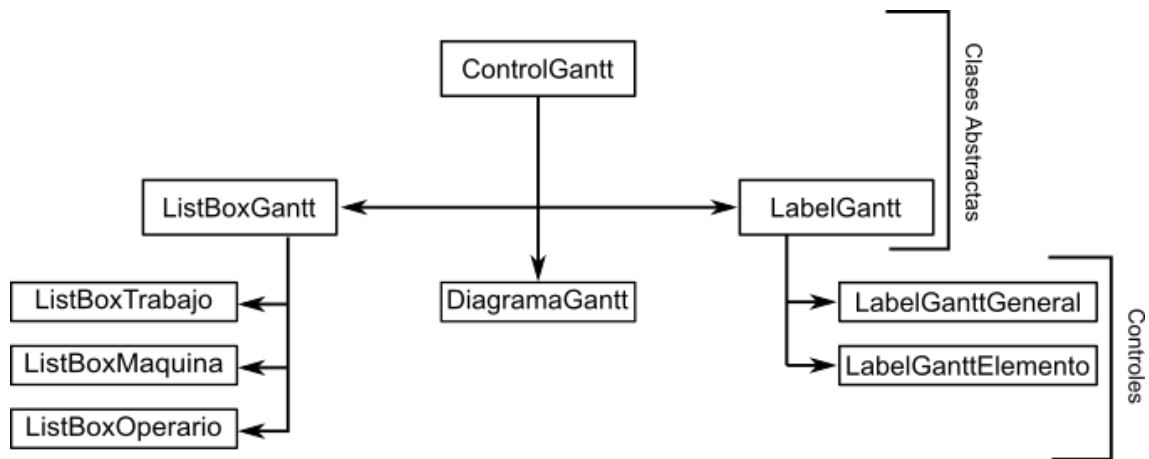 ControlGantt
Clases Abstractas
ListBoxGantt
LabelGantt
ListBoxTrabajo
DiagramaGantt
LabelGanttGeneral
Controles
ListBoxMaquina
LabelGanttElemento
ListBoxOperario